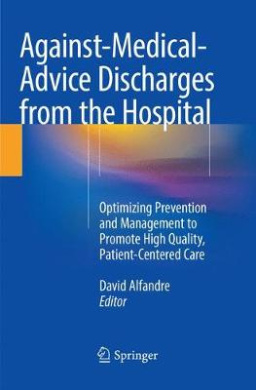 Against-Medical-
Advice Discharges
from the Hospital
Optimizing Prevention
and Management to
Promote High Quality,
Patient-Centered Care
David Alfandre
Editor
Springer